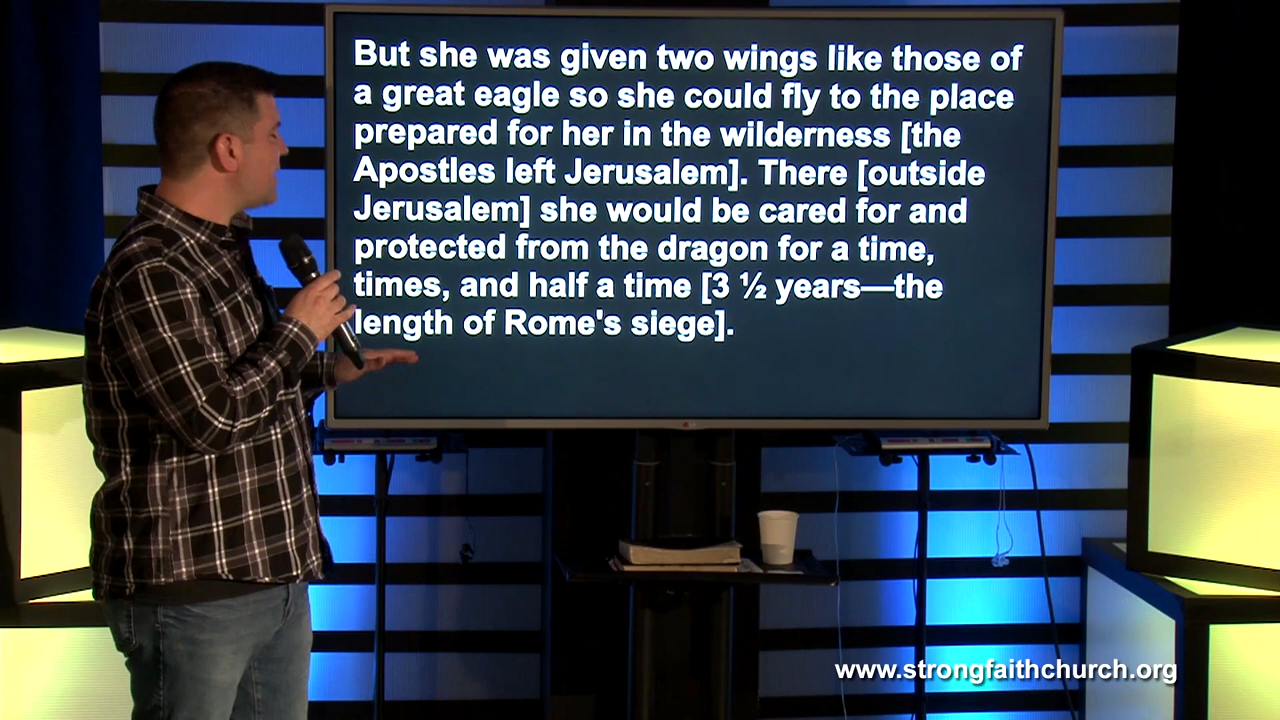 But she was given two wings like those of
a great eagle so she could fly to the place
prepared for her in the wilderness [the
Apostles left Jerusalem]. There [outside
Jerusalem] she would be cared for and
protected from the dragon for a time,
times, and half a time [3 ½ years—the
length of Rome's siege].
www.strongfaithchurch.org